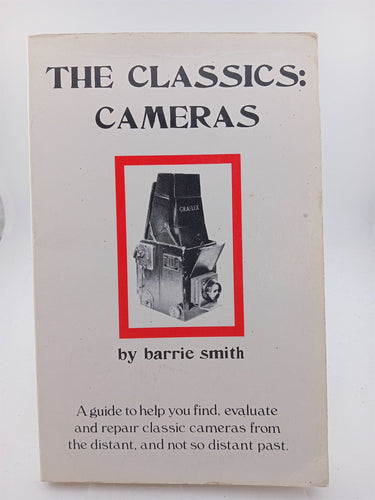 THE CLASSICS:
CAMERAS
GRAFLEX
by barrie smith
A guide to help you find, evaluate
and repair classic cameras from
the distant, and not so distant past.